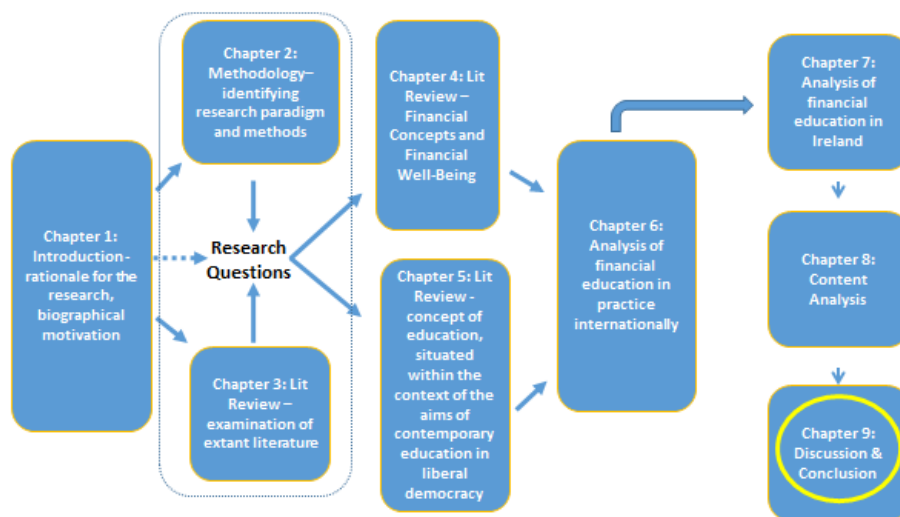 Chapter 1:
Introduction -
rationale for the
research,
biographical
motivation
Chapter 2:
Methodology–
identifying
research paradigm
and methods
Research
Questions
Chapter 3: Lit
Review –
examination of
extant literature
Chapter 4: Lit
Review –
Financial
Concepts and
Financial
Well-Being
Chapter 5: Lit
Review -
concept of
education,
situated
within the
context of the
aims of
contemporary
education in
liberal
democracy
Chapter 6:
Analysis of
financial
education in
practice
internationally
Chapter 7:
Analysis of
financial
education in
Ireland
Chapter 8:
Content
Analysis
Chapter 9:
Discussion &
Conclusion